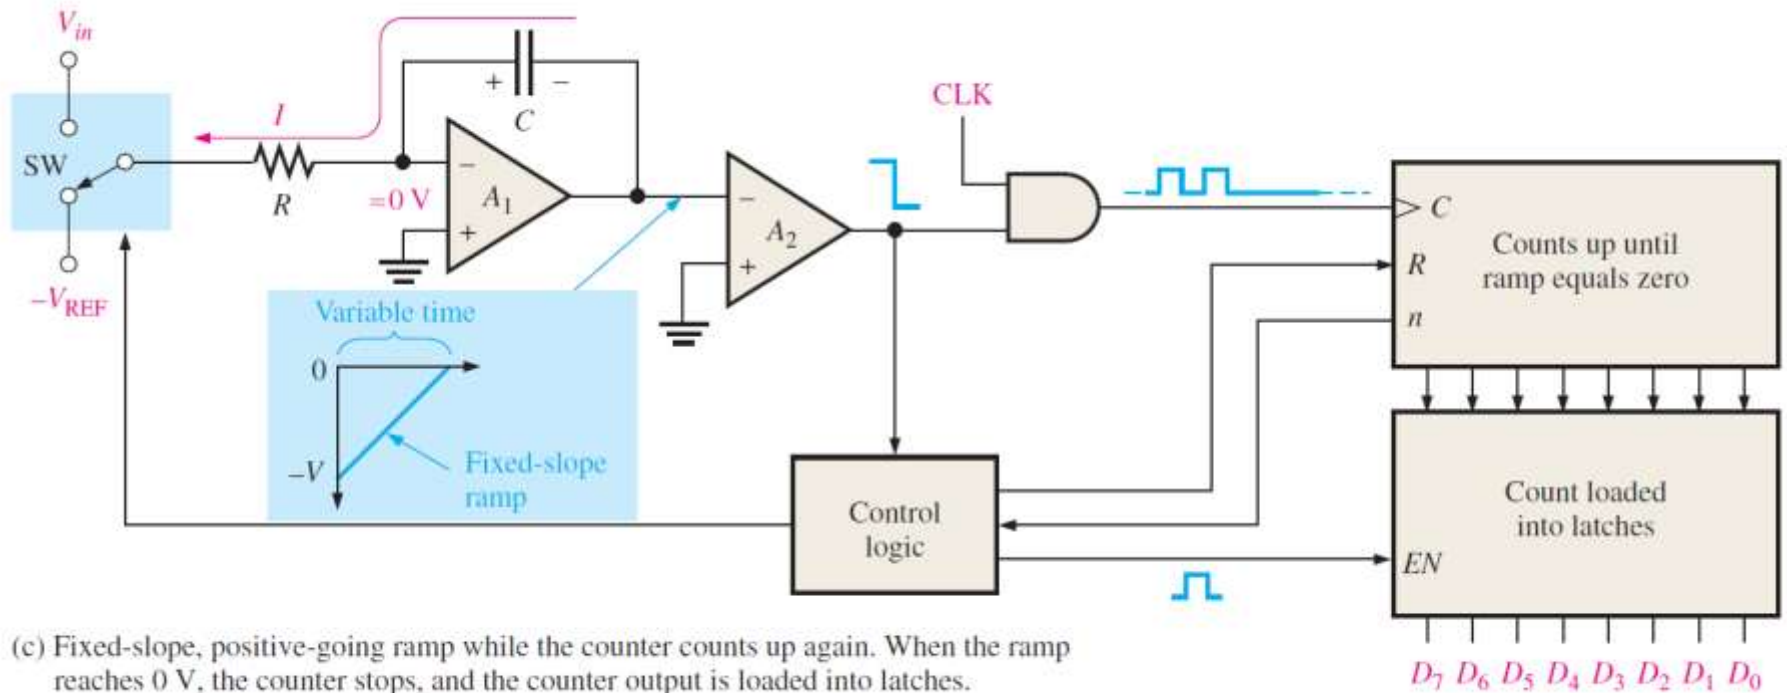 V_in
SW
-V_REF
I
R
=0 V
+ -
C
-
A_1
+
-
A_2
+
CLK
Variable time
0
-V
Fixed-slope
ramp
Control
logic
C
R
n
Counts up until
ramp equals zero
Count loaded
into latches
EN
D_7 D_6 D_5 D_4 D_3 D_2 D_1 D_0
(c) Fixed-slope, positive-going ramp while the counter counts up again. When the ramp
reaches 0 V, the counter stops, and the counter output is loaded into latches.